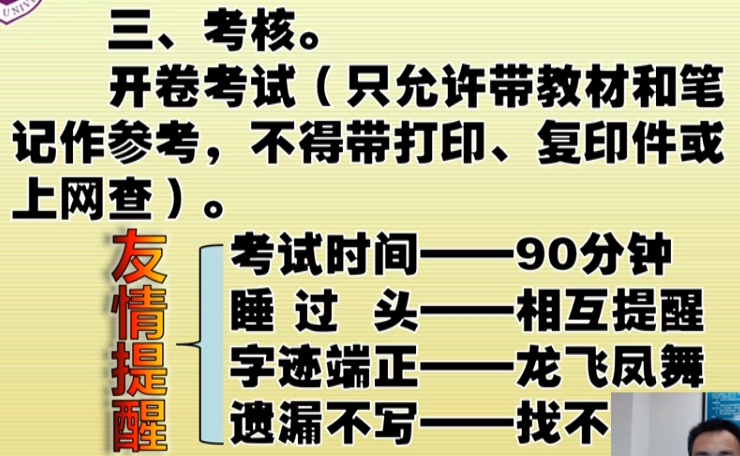 三、考核。
开卷考试（只允许带教材和笔
记作参考，不得带打印、复印件或
上网查）。
友情提醒
考试时间——90分钟
睡过头——相互提醒
字迹端正——龙飞凤舞
遗漏不写——找不